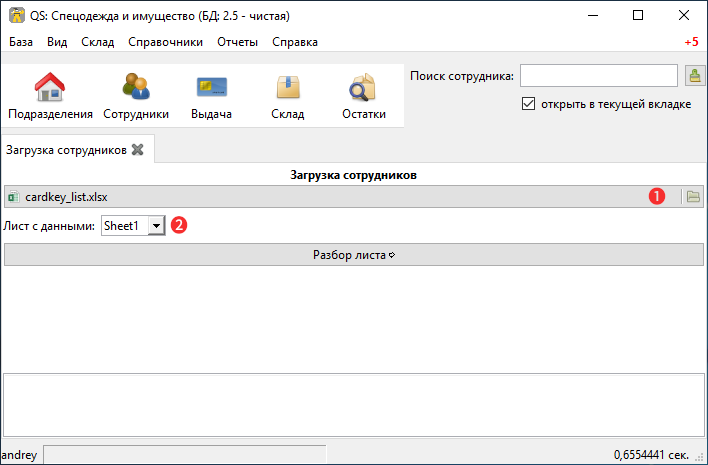 QS: Спецодежда и имущество (БД: 2.5 - чистая)
База Вид Склад Справочники Отчеты Справка +5
Поиск сотрудника:
открыть в текущей вкладке
Подразделения Сотрудники Выдача Склад Остатки
Загрузка сотрудников
Загрузка сотрудников
cardkey_list.xlsx 1
Лист с данными: Sheet1 2
Разбор листа
andrey 0,6554441 сек.